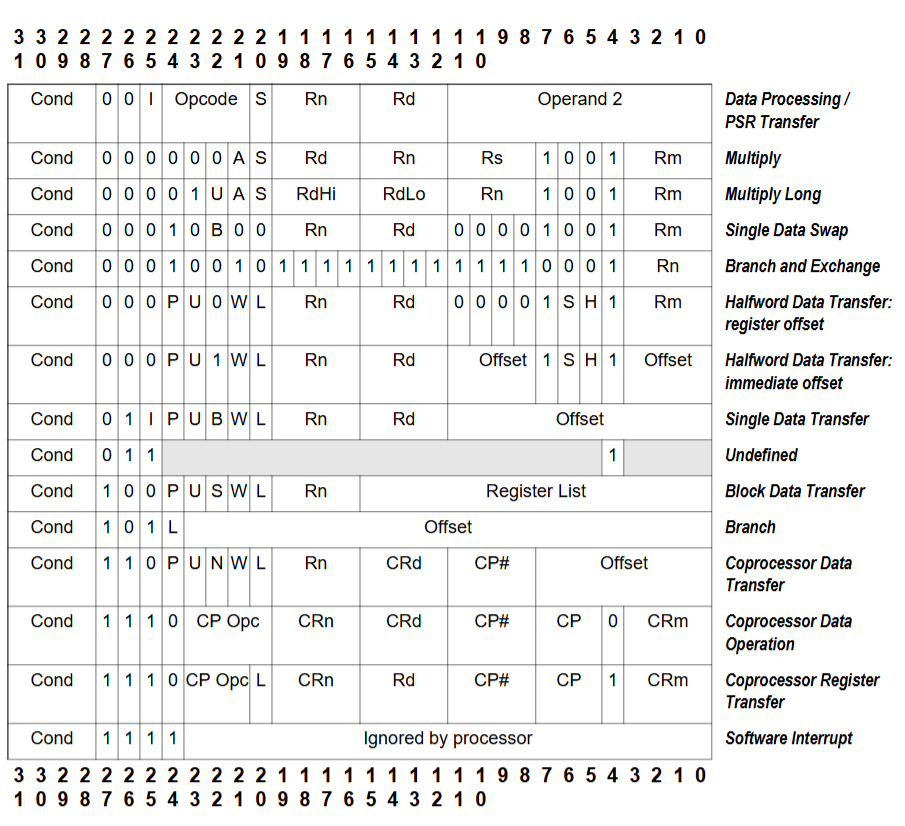 3 3 2 2 2 2 2 2 2 2 2 2 1 1 1 1 1 1 1 1 1 1 9 8 7 6 5 4 3 2 1 0
1 0 9 8 7 6 5 4 3 2 1 0 9 8 7 6 5 4 3 2 1 0
Cond 0 0 I Opcode S Rn Rd Operand 2 Data Processing /
PSR Transfer
Cond 0 0 0 0 0 0 A S Rd Rn Rs 1 0 0 1 Rm Multiply
Cond 0 0 0 0 1 U A S RdHi RdLo Rn 1 0 0 1 Rm Multiply Long
Cond 0 0 0 1 0 B 0 0 Rn Rd 0 0 0 0 1 0 0 1 Rm Single Data Swap
Cond 0 0 0 1 0 0 1 0 1 1 1 1 1 1 1 1 1 1 1 1 0 0 0 1 Rn Branch and Exchange
Cond 0 0 0 P U 0 W L Rn Rd 0 0 0 0 1 S H 1 Rm Halfword Data Transfer:
register offset
Cond 0 0 0 P U 1 W L Rn Rd Offset 1 S H 1 Offset Halfword Data Transfer:
immediate offset
Cond 0 1 I P U B W L Rn Rd Offset Single Data Transfer
Cond 0 1 1 1 Undefined
Cond 1 0 0 P U S W L Rn Register List Block Data Transfer
Cond 1 0 1 L Offset Branch
Cond 1 1 0 P U N W L Rn CRd CP# Offset Coprocessor Data
Transfer
Cond 1 1 1 0 CP Opc CRn CRd CP# CP 0 CRm Coprocessor Data
Operation
Cond 1 1 1 0 CP Opc L CRn Rd CP# CP 1 CRm Coprocessor Register
Transfer
Cond 1 1 1 1 Ignored by processor Software Interrupt
3 3 2 2 2 2 2 2 2 2 2 2 1 1 1 1 1 1 1 1 1 1 9 8 7 6 5 4 3 2 1 0
1 0 9 8 7 6 5 4 3 2 1 0 9 8 7 6 5 4 3 2 1 0